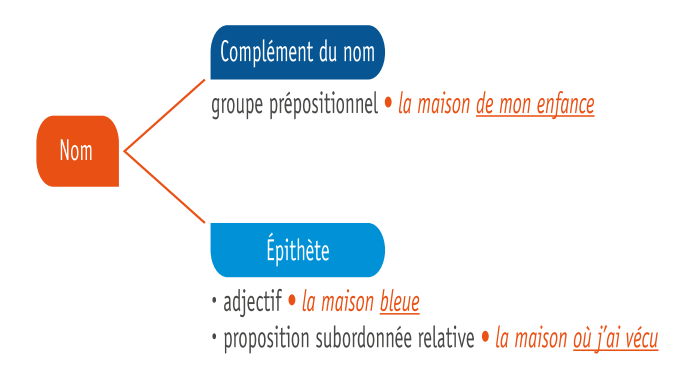 Complément du nom
groupe prépositionnel • la maison de mon enfance
Nom
Épithète
• adjectif • la maison bleue
• proposition subordonnée relative • la maison où j'ai vécu